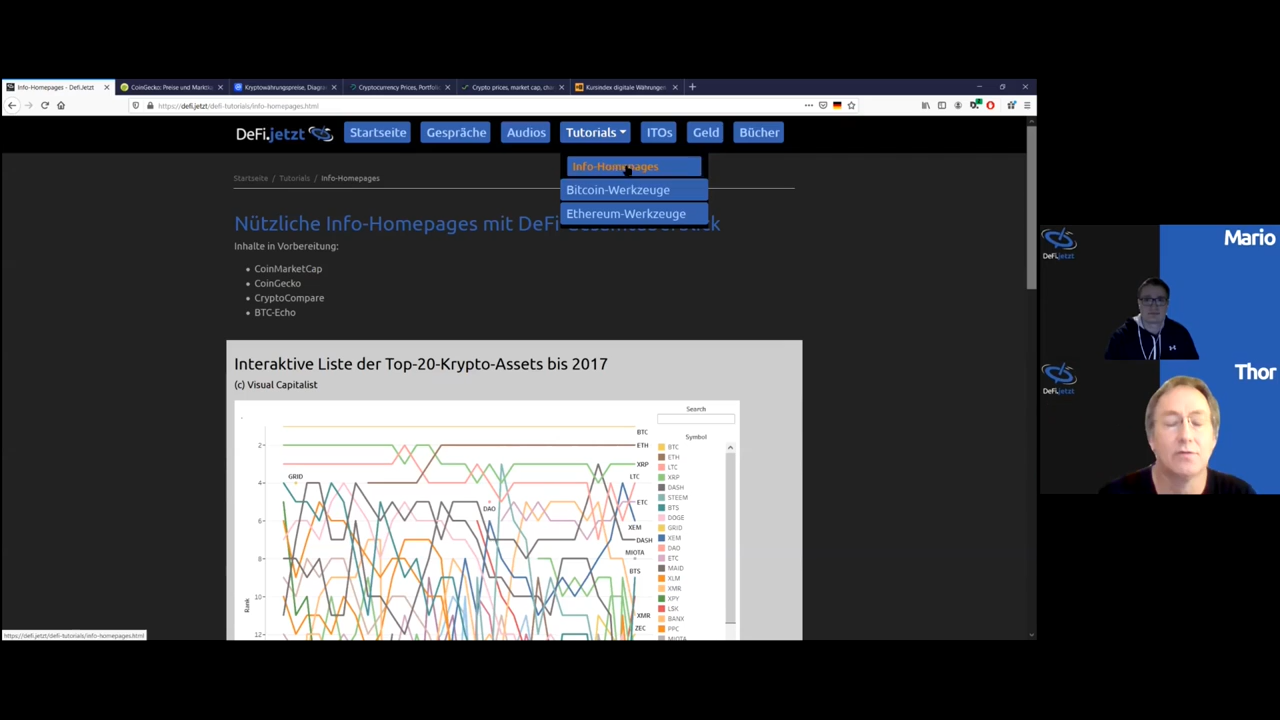 Info-Homepages - DeFi.Jetzt
CoinGecko: Preise und Marktka
Kryptowährungspreise, Diagra
Cryptocurrency Prices, Portfoli
Crypto prices, market cap, cha
Kursindex digitale Währungen
https://defi.jetzt/defi-tutorials/info-homepages.html
DeFi.jetzt
Startseite
Gespräche
Audios
Tutorials
ITOs
Geld
Bücher
Info-Homepages
Bitcoin-Werkzeuge
Ethereum-Werkzeuge
Startseite / Tutorials / Info-Homepages
Nützliche Info-Homepages mit DeFi-Gesamtüberblick
Inhalte in Vorbereitung:
CoinMarketCap
CoinGecko
CryptoCompare
BTC-Echo
Interaktive Liste der Top-20-Krypto-Assets bis 2017
(c) Visual Capitalist
Search
Symbol
BTC
ETH
LTC
XRP
DASH
STEEM
BTS
DOGE
GRID
XEM
DAO
ETC
MAID
XLM
XMR
XPY
LSK
BANX
PPC
MIOTA
2
4
6
8
10
12
Rank
GRID
DAO
BTC
ETH
XRP
LTC
ETC
XEM
DASH
MIOTA
BTS
XMR
ZEC
https://defi.jetzt/defi-tutorials/info-homepages.html
Mario
DeFi.jetzt
Thor
DeFi.jetzt